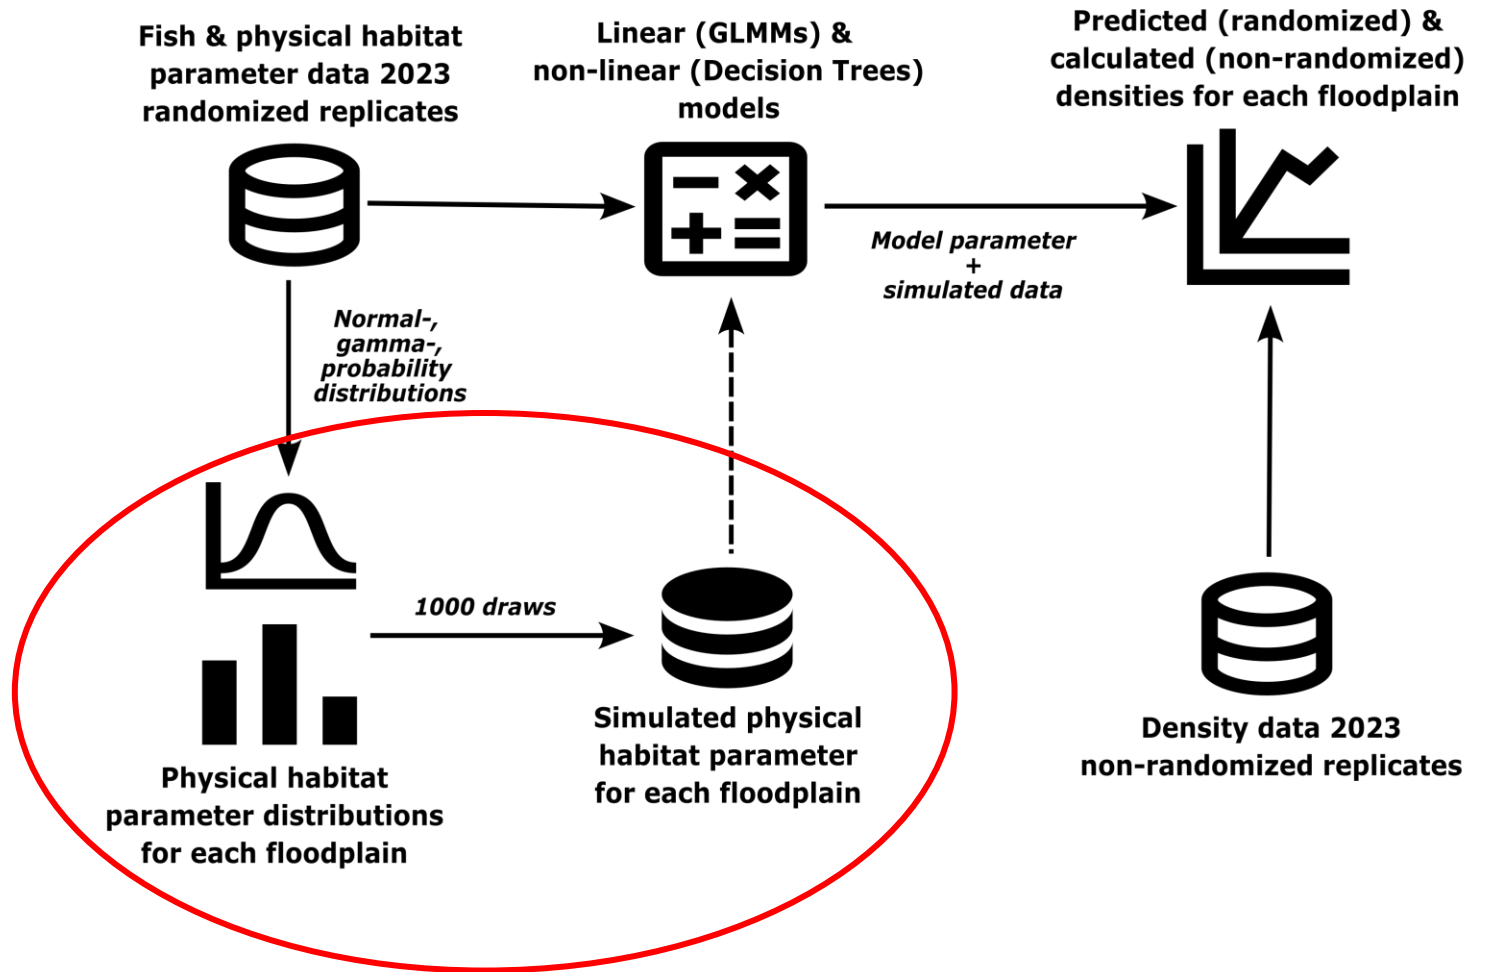 Fish & physical habitat
parameter data 2023
randomized replicates
Linear (GLMMs) &
non-linear (Decision Trees)
models
Predicted (randomized) &
calculated (non-randomized)
densities for each floodplain
Model parameter
+
simulated data
Normal-,
gamma-,
probability
distributions
1000 draws
Physical habitat
parameter distributions
for each floodplain
Simulated physical
habitat parameter
for each floodplain
Density data 2023
non-randomized replicates